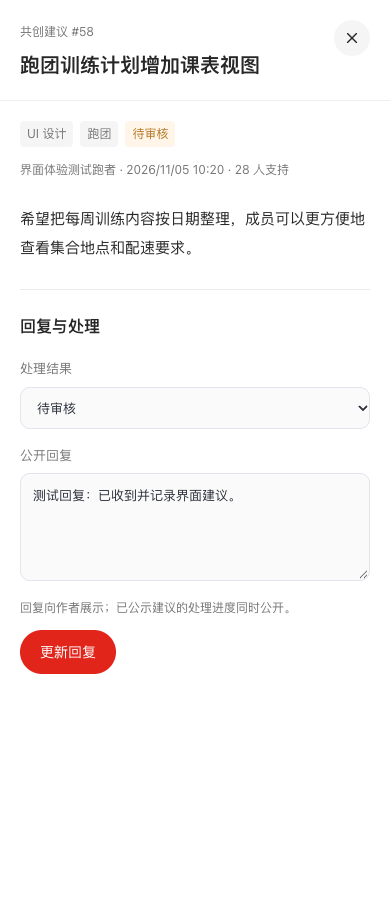 共创建议 #58
跑团训练计划增加课表视图
UI 设计 跑团 待审核
界面体验测试跑者 · 2026/11/05 10:20 · 28 人支持
希望把每周训练内容按日期整理，成员可以更方便地
查看集合地点和配速要求。
回复与处理
处理结果
待审核
公开回复
测试回复：已收到并记录界面建议。
回复向作者展示；已公示建议的处理进度同时公开。
更新回复